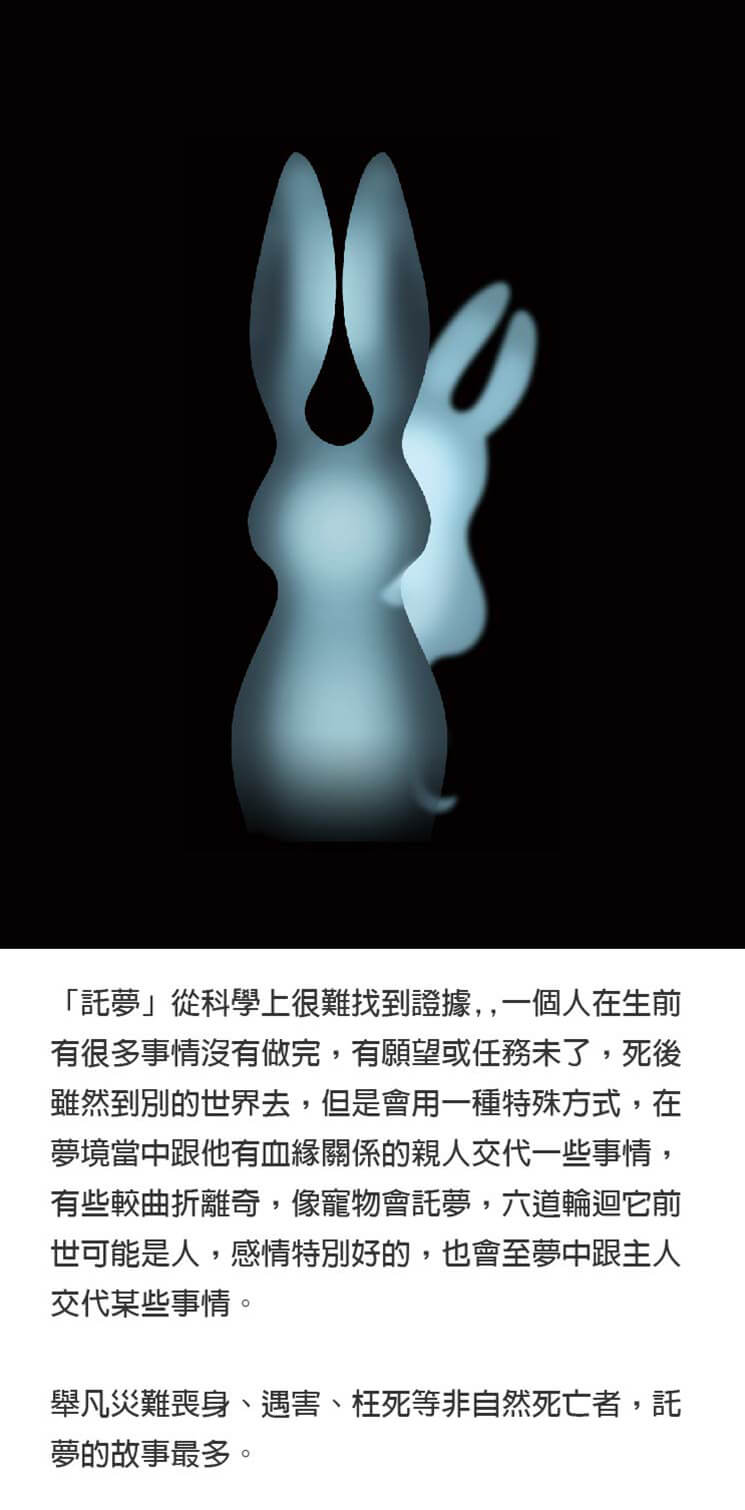 「託夢」從科學上很難找到證據,,一個人在生前
有很多事情沒有做完，有願望或任務未了，死後
雖然到別的世界去，但是會用一種特殊方式，在
夢境當中跟他有血緣關係的親人交代一些事情，
有些較曲折離奇，像寵物會託夢，六道輪迴它前
世可能是人，感情特別好的，也會至夢中跟主人
交代某些事情。
舉凡災難喪身、遇害、枉死等非自然死亡者，託
夢的故事最多。